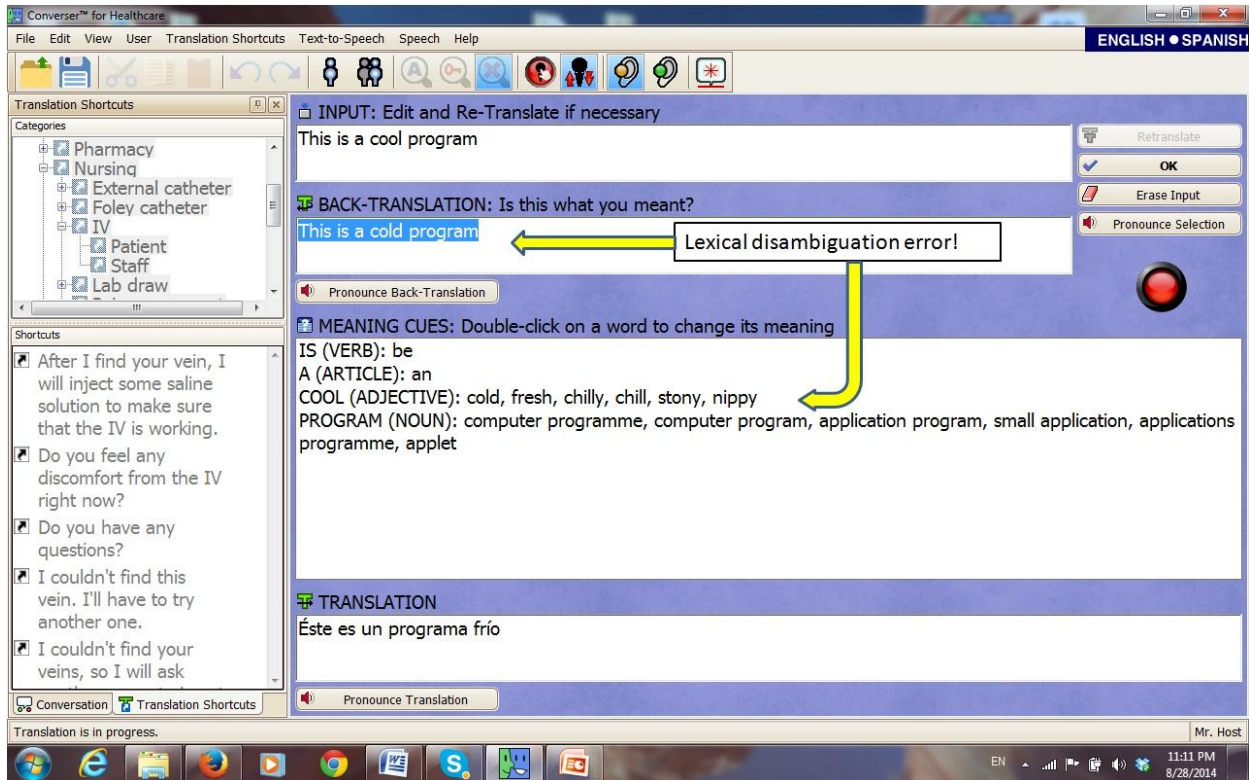 Converser™ for Healthcare
File Edit View User Translation Shortcuts Text-to-Speech Speech Help
ENGLISH ● SPANISH
Translation Shortcuts
Categories
Pharmacy
Nursing
External catheter
Foley catheter
IV
Patient
Staff
Lab draw
Shortcuts
After I find your vein, I
will inject some saline
solution to make sure
that the IV is working.
Do you feel any
discomfort from the IV
right now?
Do you have any
questions?
I couldn't find this
vein. I'll have to try
another one.
I couldn't find your
veins, so I will ask
Conversation
Translation Shortcuts
INPUT: Edit and Re-Translate if necessary
This is a cool program
Retranslate
OK
Erase Input
Pronounce Selection
BACK-TRANSLATION: Is this what you meant?
This is a cold program
Lexical disambiguation error!
Pronounce Back-Translation
MEANING CUES: Double-click on a word to change its meaning
IS (VERB): be
A (ARTICLE): an
COOL (ADJECTIVE): cold, fresh, chilly, chill, stony, nippy
PROGRAM (NOUN): computer programme, computer program, application program, small application, applications
programme, applet
TRANSLATION
Éste es un programa frío
Pronounce Translation
Translation is in progress.
Mr. Host
EN
11:11 PM
8/28/2014